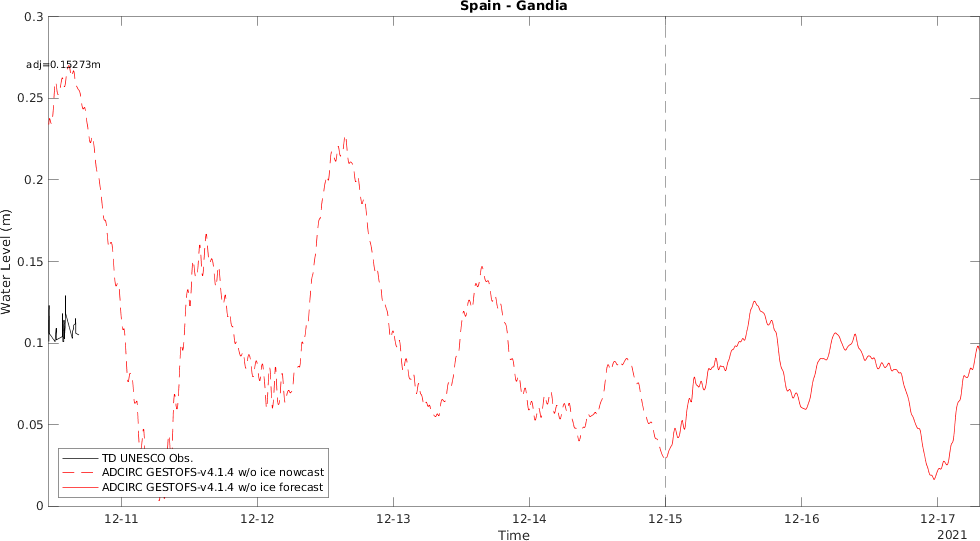 Spain - Gandia
adj=0.15273m
0.3
0.25
0.2
0.15
0.1
0.05
0
Water Level (m)
TD UNESCO Obs.
ADCIRC GESTOFS-v4.1.4 w/o ice nowcast
ADCIRC GESTOFS-v4.1.4 w/o ice forecast
12-11
12-12
12-13
12-14
12-15
12-16
12-17
Time
2021